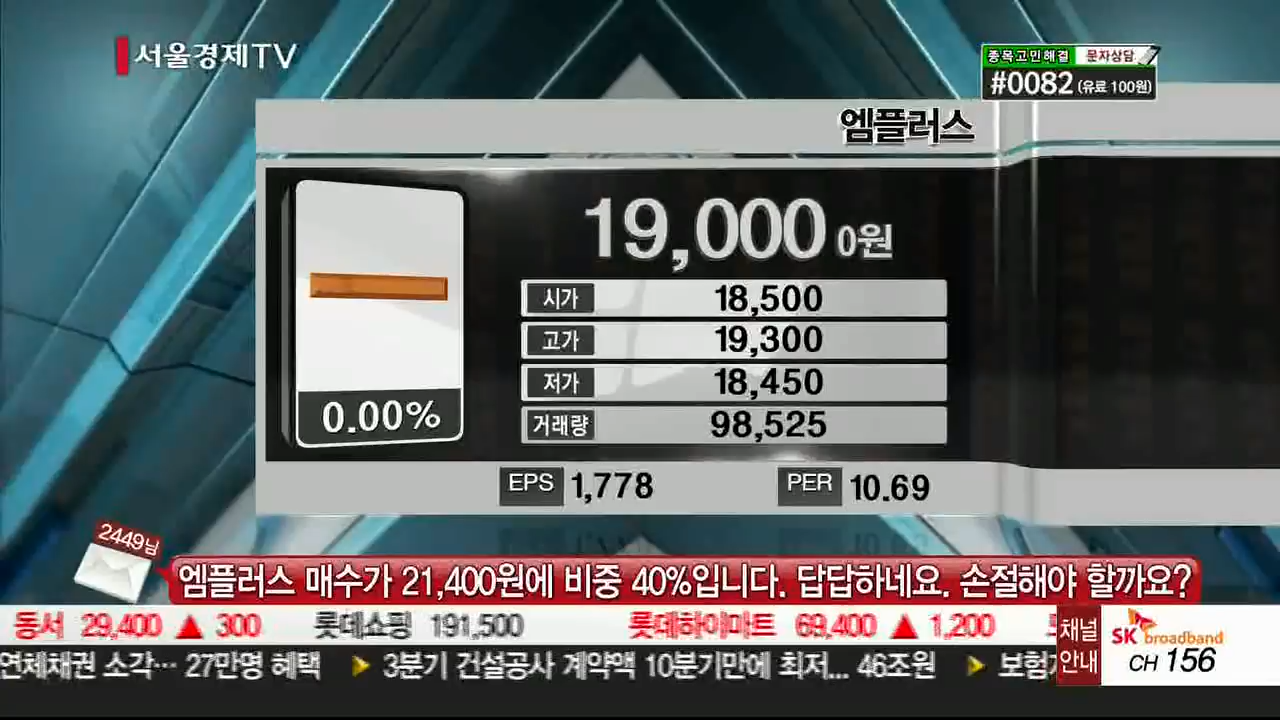 서울경제TV
종목고민해결 문자상담
#0082 (유료 100원)
엠플러스
19,000 0원
시가 18,500
고가 19,300
저가 18,450
거래량 98,525
0.00%
EPS 1,778 PER 10.69
2449님
엠플러스 매수가 21,400원에 비중 40%입니다. 답답하네요. 손절해야 할까요?
동서 29,400 ▲ 300 롯데쇼핑 191,500 롯데하이마트 69,400 ▲ 1,200
채널안내
SK broadband
CH 156
연체채권 소각… 27만명 혜택 ▶ 3분기 건설공사 계약액 10분기만에 최저... 46조원 ▶ 보험